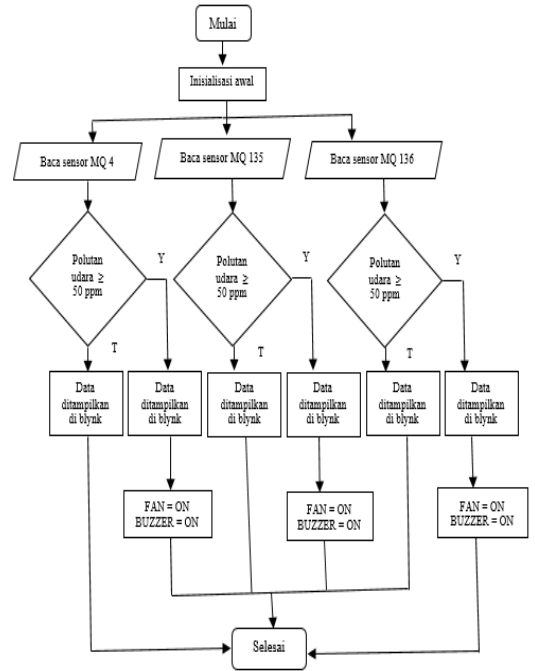 Mulai
Inisialisasi awal
Baca sensor MQ 4
Baca sensor MQ 135
Baca sensor MQ 136
Polutan
udara ≥
50 ppm
Y
T
Polutan
udara ≥
50 ppm
Y
T
Polutan
udara ≥
50 ppm
Y
T
Data
ditampilkan
di blynk
Data
ditampilkan
di blynk
Data
ditampilkan
di blynk
Data
ditampilkan
di blynk
Data
ditampilkan
di blynk
Data
ditampilkan
di blynk
FAN = ON
BUZZER = ON
FAN = ON
BUZZER = ON
FAN = ON
BUZZER = ON
Selesai